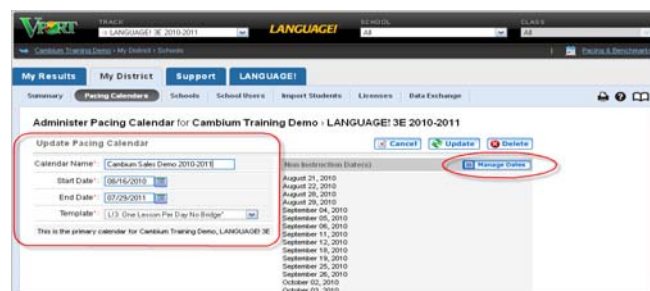 VPORT
TRACK
LANGUAGE! 3E 2010-2011
LANGUAGE!
SCHOOL
All
CLASS
All
Cambium Training Demo › My District › Schools
Pacing & Benchmark
My Results My District Support LANGUAGE!
Summary Pacing Calendars Schools School Users Import Students Licenses Data Exchange
Administer Pacing Calendar for Cambium Training Demo › LANGUAGE! 3E 2010-2011
Update Pacing Calendar
Cancel Update Delete
Calendar Name*: Cambium Sales Demo 2010-2011
Start Date*: 08/16/2010
End Date*: 07/29/2011
Template*: L!3: One Lesson Per Day No Bridge*
This is the primary calendar for Cambium Training Demo, LANGUAGE! 3E
Non Instruction Date(s)
Manage Dates
August 21, 2010
August 22, 2010
August 28, 2010
August 29, 2010
September 04, 2010
September 05, 2010
September 06, 2010
September 11, 2010
September 12, 2010
September 18, 2010
September 19, 2010
September 25, 2010
September 26, 2010
October 02, 2010
October 03, 2010